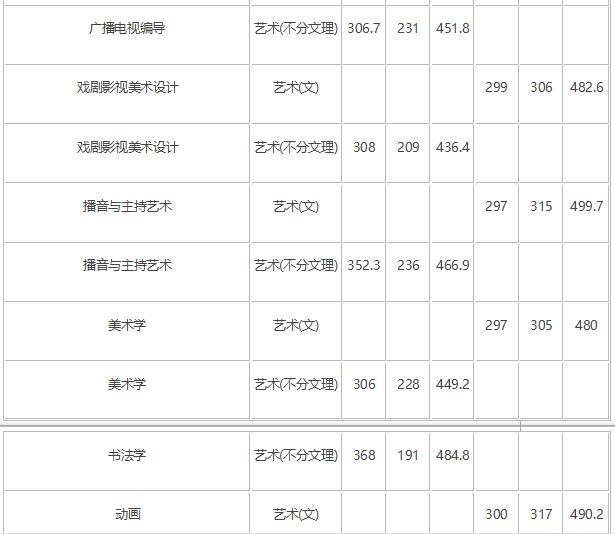 广播电视编导 艺术(不分文理) 306.7 231 451.8
戏剧影视美术设计 艺术(文) 299 306 482.6
戏剧影视美术设计 艺术(不分文理) 308 209 436.4
播音与主持艺术 艺术(文) 297 315 499.7
播音与主持艺术 艺术(不分文理) 352.3 236 466.9
美术学 艺术(文) 297 305 480
美术学 艺术(不分文理) 306 228 449.2
书法学 艺术(不分文理) 368 191 484.8
动画 艺术(文) 300 317 490.2